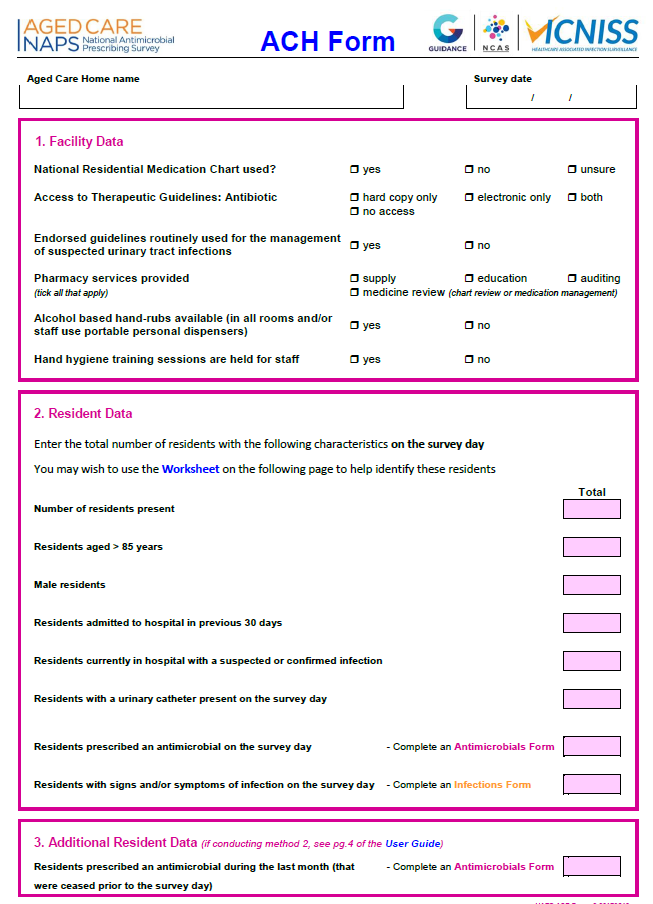 AGED CARE
NAPS National Antimicrobial Prescribing Survey
ACH Form
GUIDANCE
NCAS
VICNISS
HEALTHCARE ASSOCIATED INFECTION SURVEILLANCE
Aged Care Home name
Survey date
/ /
1. Facility Data
National Residential Medication Chart used? ❒ yes ❒ no ❒ unsure
Access to Therapeutic Guidelines: Antibiotic ❒ hard copy only ❒ electronic only ❒ both
❒ no access
Endorsed guidelines routinely used for the management
of suspected urinary tract infections ❒ yes ❒ no
Pharmacy services provided ❒ supply ❒ education ❒ auditing
(tick all that apply) ❒ medicine review (chart review or medication management)
Alcohol based hand-rubs available (in all rooms and/or
staff use portable personal dispensers) ❒ yes ❒ no
Hand hygiene training sessions are held for staff ❒ yes ❒ no
2. Resident Data
Enter the total number of residents with the following characteristics on the survey day
You may wish to use the Worksheet on the following page to help identify these residents
Total
Number of residents present
Residents aged > 85 years
Male residents
Residents admitted to hospital in previous 30 days
Residents currently in hospital with a suspected or confirmed infection
Residents with a urinary catheter present on the survey day
Residents prescribed an antimicrobial on the survey day - Complete an Antimicrobials Form
Residents with signs and/or symptoms of infection on the survey day - Complete an Infections Form
3. Additional Resident Data (if conducting method 2, see pg.4 of the User Guide)
Residents prescribed an antimicrobial during the last month (that - Complete an Antimicrobials Form
were ceased prior to the survey day)